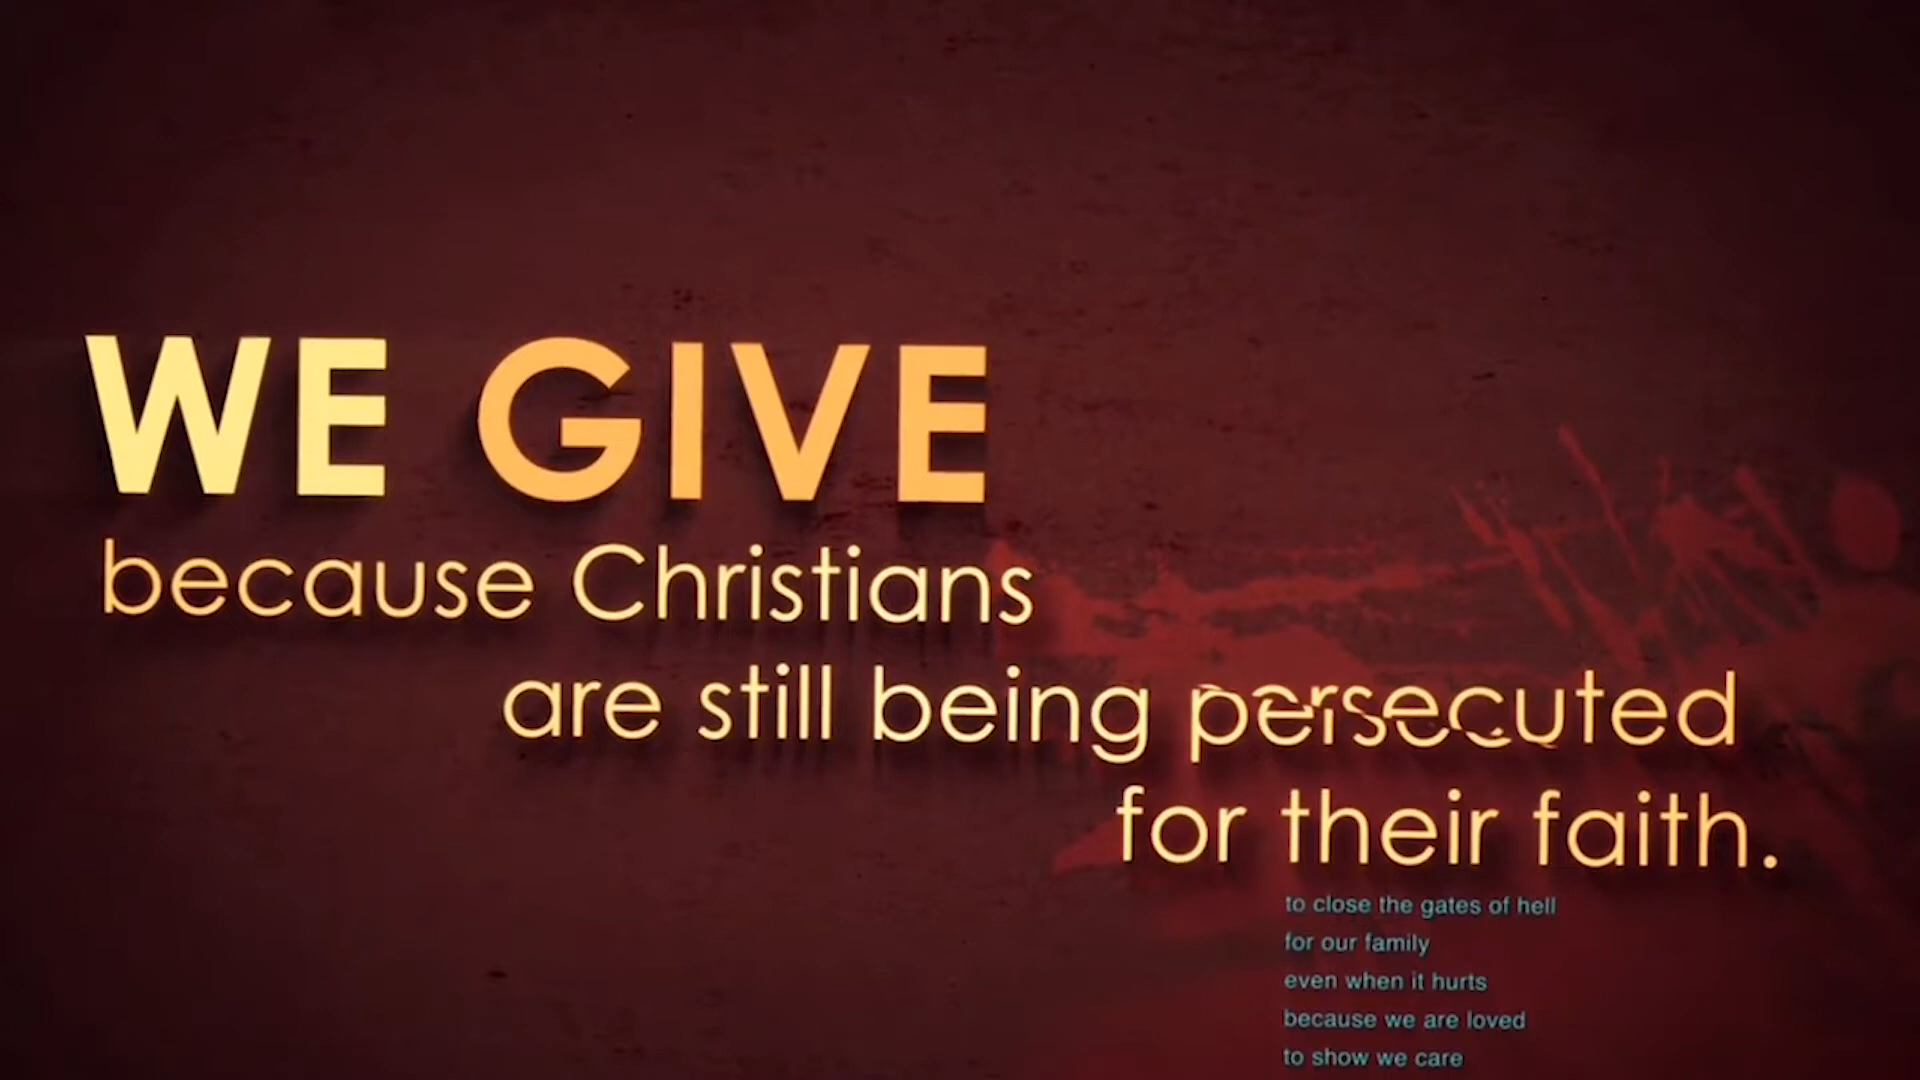 WE GIVE
because Christians
are still being persecuted
for their faith.
to close the gates of hell
for our family
even when it hurts
because we are loved
to show we care